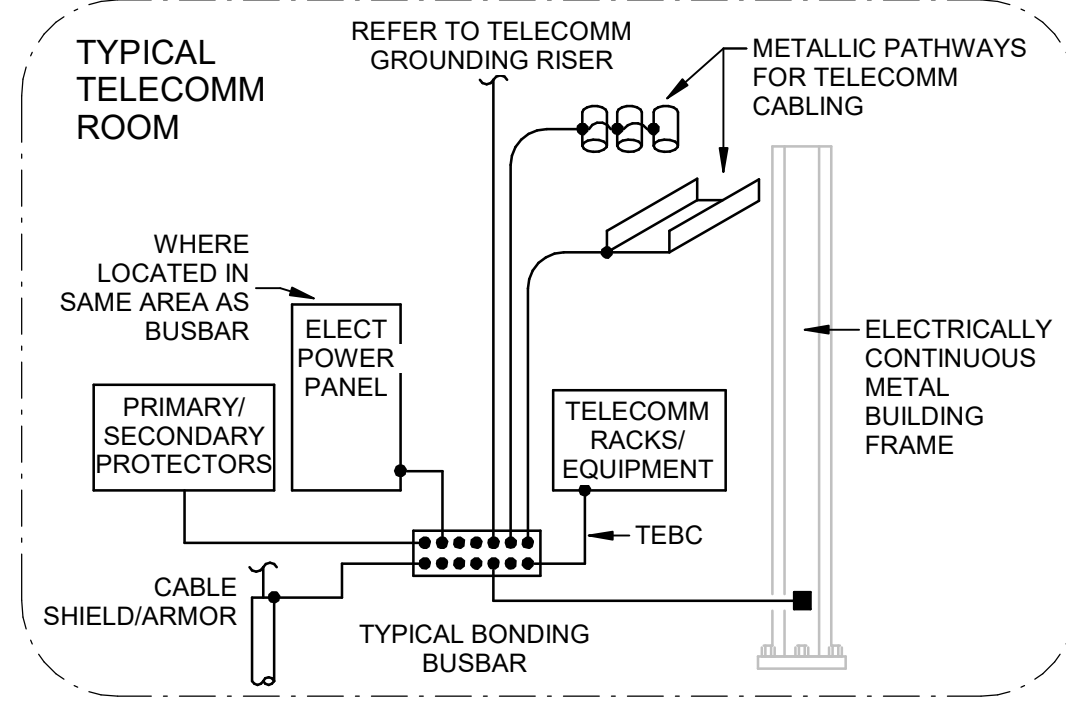 TYPICAL
TELECOMM
ROOM
REFER TO TELECOMM
GROUNDING RISER
METALLIC PATHWAYS
FOR TELECOMM
CABLING
WHERE
LOCATED IN
SAME AREA AS
BUSBAR
ELECT
POWER
PANEL
ELECTRICALLY
CONTINUOUS
METAL
BUILDING
FRAME
PRIMARY/
SECONDARY
PROTECTORS
TELECOMM
RACKS/
EQUIPMENT
TEBC
CABLE
SHIELD/ARMOR
TYPICAL BONDING
BUSBAR